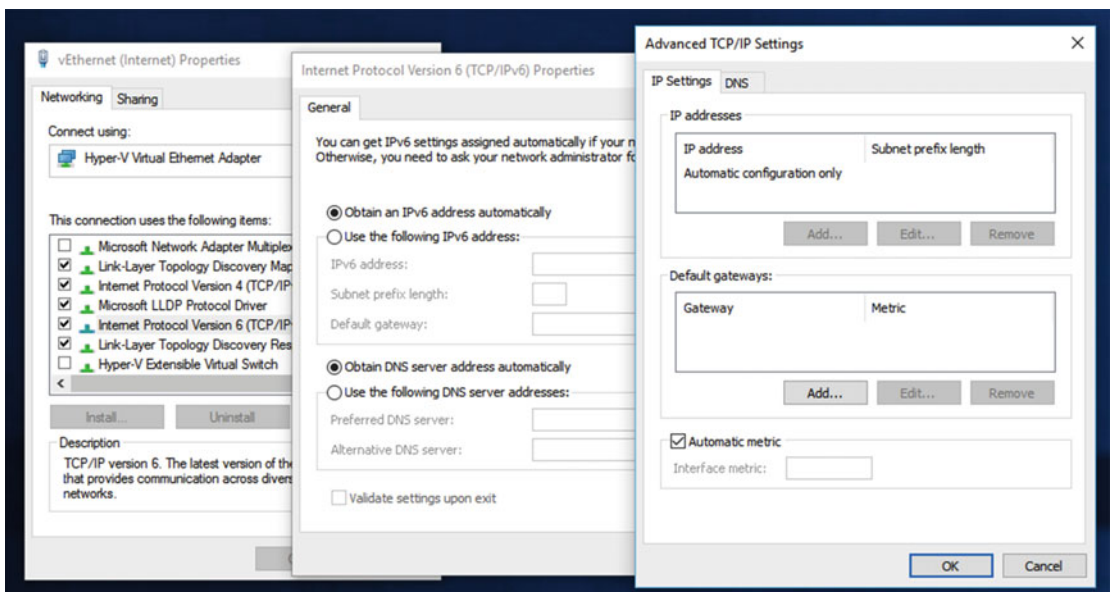 vEthernet (Internet) Properties
Networking Sharing
Connect using:
Hyper-V Virtual Ethernet Adapter
This connection uses the following items:
Microsoft Network Adapter Multiplex
Link-Layer Topology Discovery Map
Internet Protocol Version 4 (TCP/IP
Microsoft LLDP Protocol Driver
Internet Protocol Version 6 (TCP/IP
Link-Layer Topology Discovery Res
Hyper-V Extensible Virtual Switch
Install... Uninstall
Description
TCP/IP version 6. The latest version of the
that provides communication across divers
networks.
Internet Protocol Version 6 (TCP/IPv6) Properties
General
You can get IPv6 settings assigned automatically if your n
Otherwise, you need to ask your network administrator fo
Obtain an IPv6 address automatically
Use the following IPv6 address:
IPv6 address:
Subnet prefix length:
Default gateway:
Obtain DNS server address automatically
Use the following DNS server addresses:
Preferred DNS server:
Alternative DNS server:
Validate settings upon exit
Advanced TCP/IP Settings
IP Settings DNS
IP addresses
IP address Subnet prefix length
Automatic configuration only
Add... Edit... Remove
Default gateways:
Gateway Metric
Add... Edit... Remove
Automatic metric
Interface metric:
OK Cancel